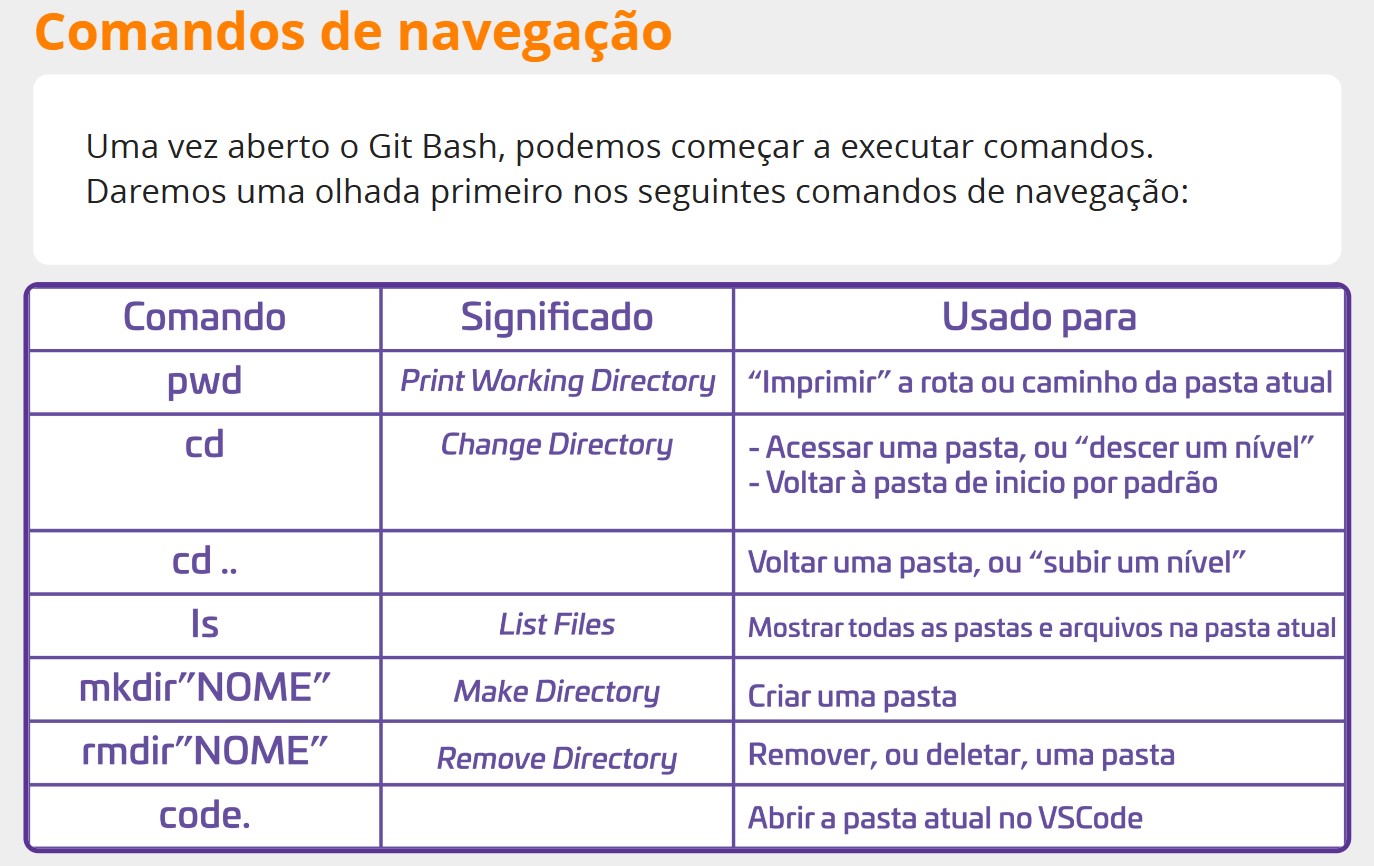 Comandos de navegação
Uma vez aberto o Git Bash, podemos começar a executar comandos.
Daremos uma olhada primeiro nos seguintes comandos de navegação:
Comando Significado Usado para
pwd Print Working Directory “Imprimir” a rota ou caminho da pasta atual
cd Change Directory - Acessar uma pasta, ou “descer um nível”
- Voltar à pasta de inicio por padrão
cd .. Voltar uma pasta, ou “subir um nível”
ls List Files Mostrar todas as pastas e arquivos na pasta atual
mkdir”NOME” Make Directory Criar uma pasta
rmdir”NOME” Remove Directory Remover, ou deletar, uma pasta
code. Abrir a pasta atual no VSCode